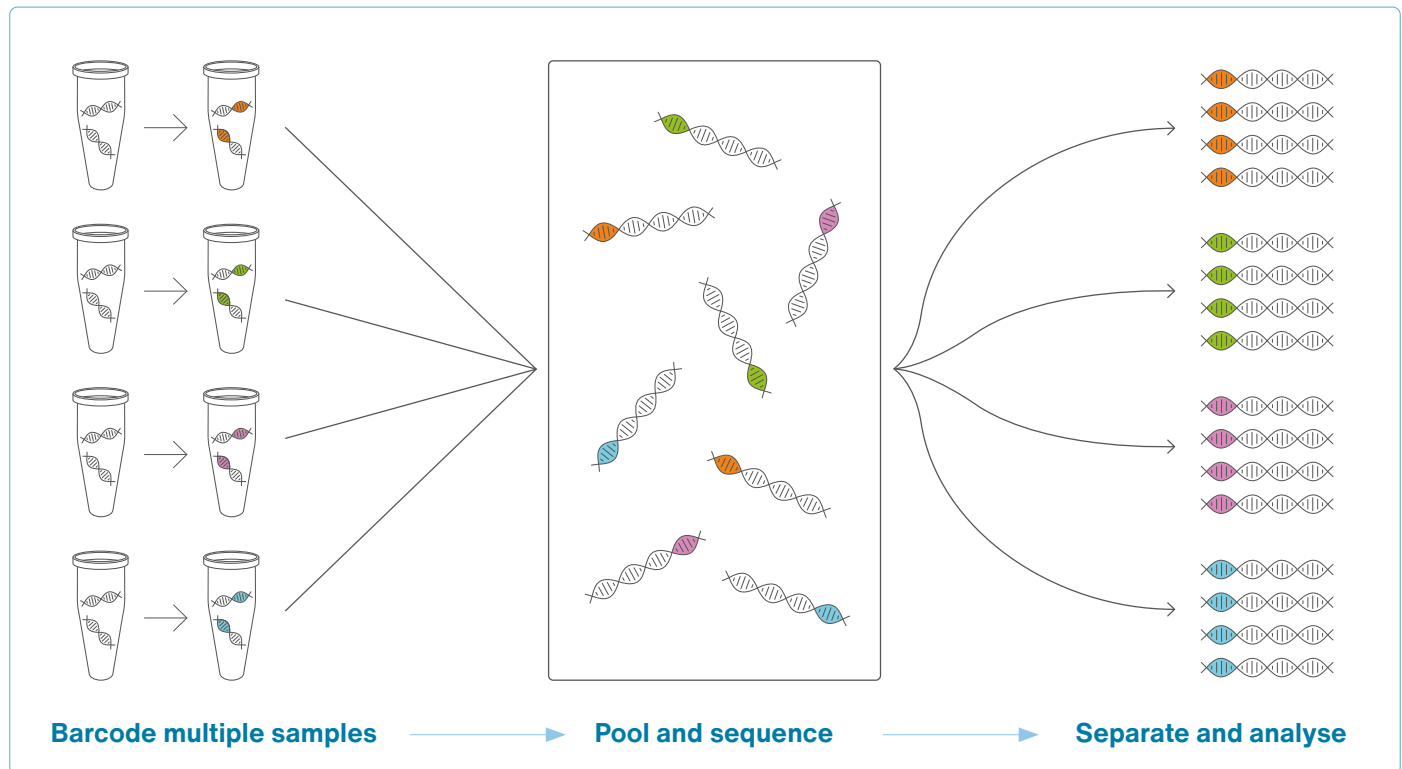 Barcode multiple samples
Pool and sequence
Separate and analyse